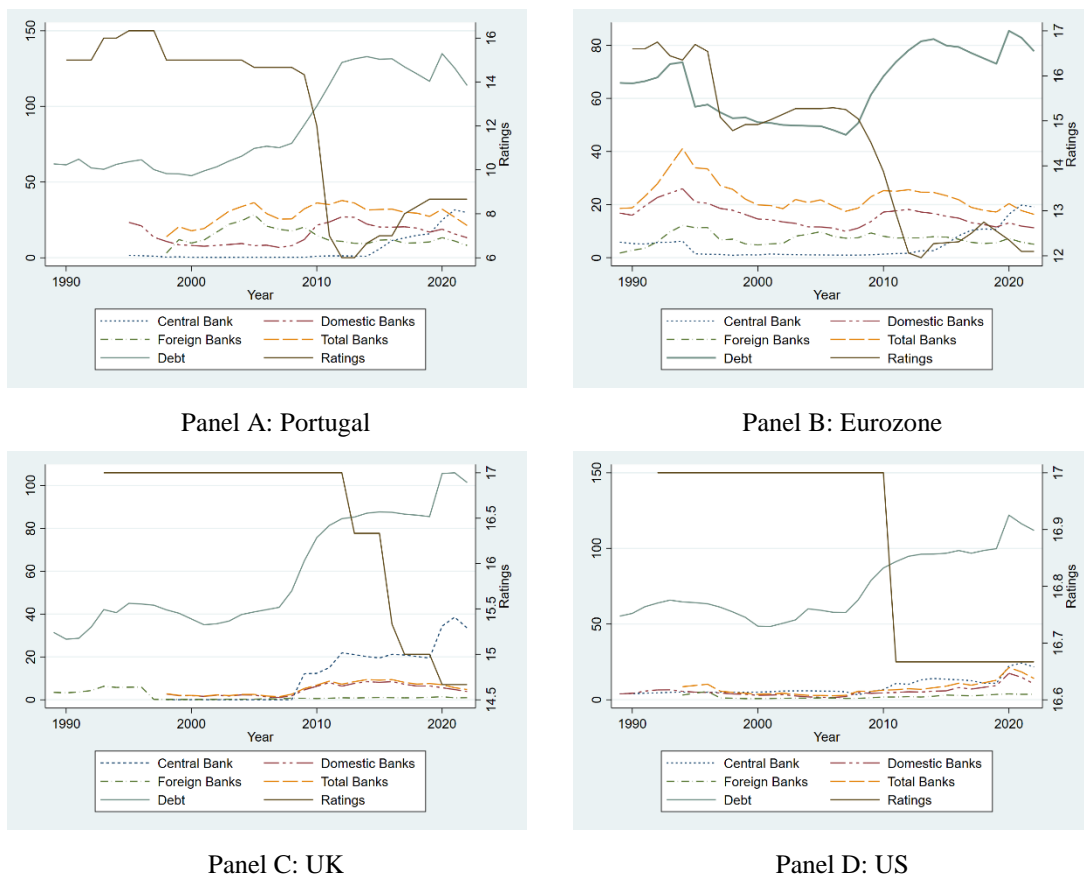 150
100
50
0
16
14
12
10
8
6
Ratings
1990 2000 2010 2020
Year
Central Bank Domestic Banks
Foreign Banks Total Banks
Debt Ratings
Panel A: Portugal
80
60
40
20
0
17
16
15
14
13
12
Ratings
1990 2000 2010 2020
Year
Central Bank Domestic Banks
Foreign Banks Total Banks
Debt Ratings
Panel B: Eurozone
100
80
60
40
20
0
17
16.5
16
15.5
15
14.5
Ratings
1990 2000 2010 2020
Year
Central Bank Domestic Banks
Foreign Banks Total Banks
Debt Ratings
Panel C: UK
150
100
50
0
17
16.9
16.8
16.7
16.6
Ratings
1990 2000 2010 2020
Year
Central Bank Domestic Banks
Foreign Banks Total Banks
Debt Ratings
Panel D: US